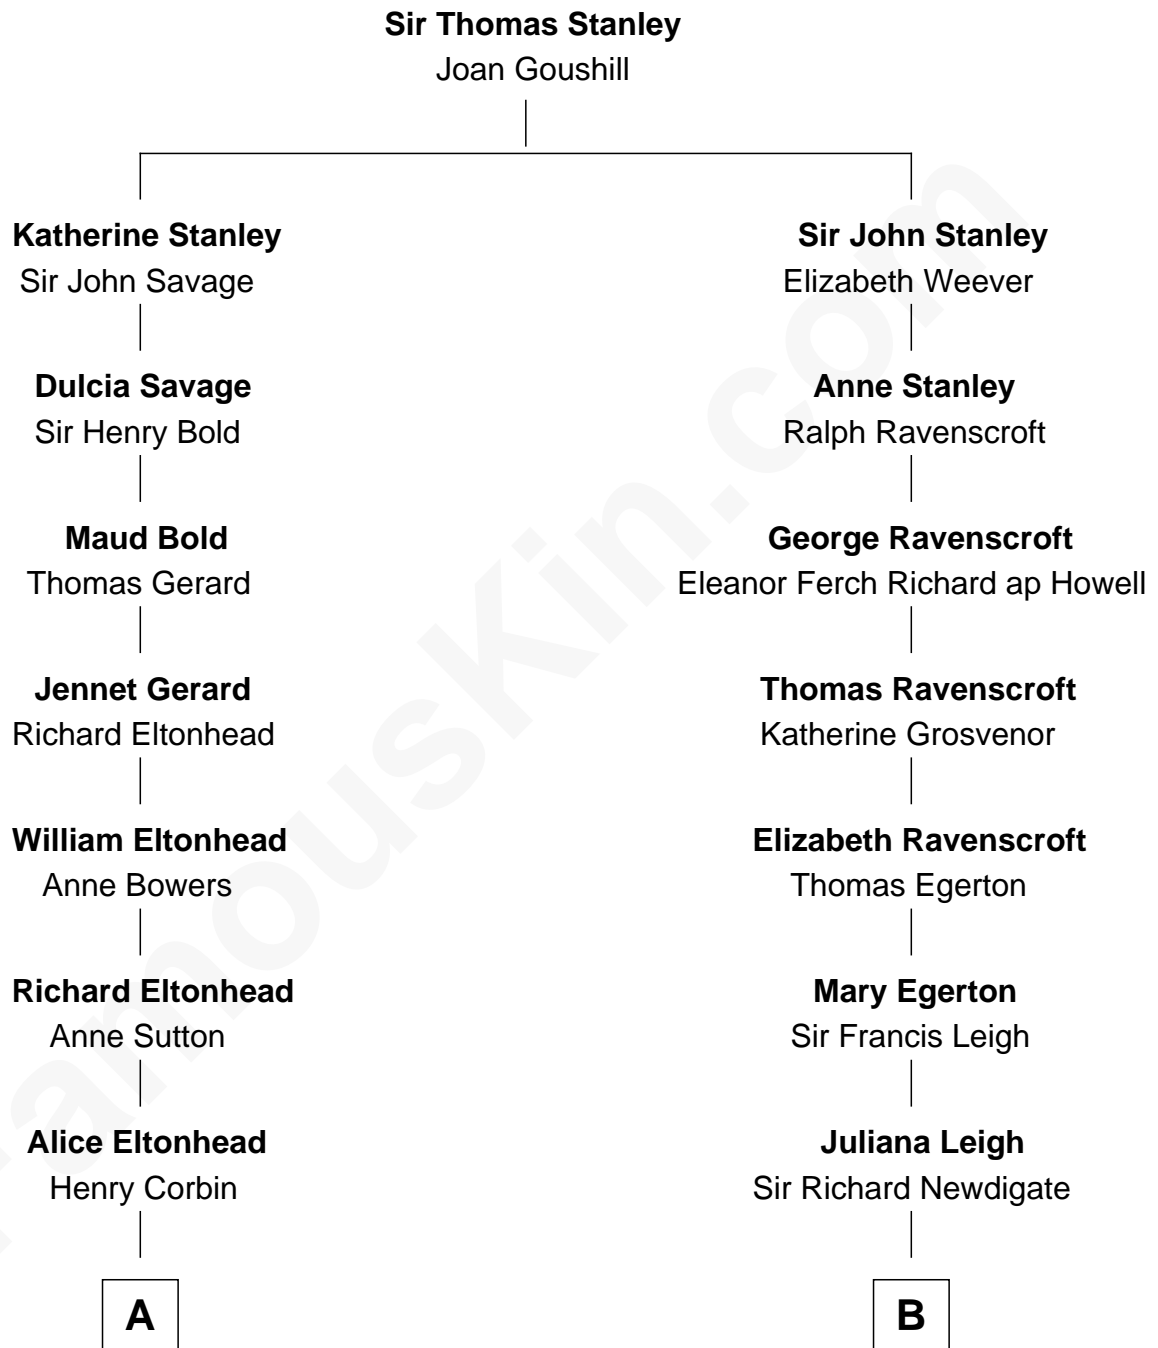 Sir Thomas Stanley
Joan Goushill
Katherine Stanley
Sir John Savage
Sir John Stanley
Elizabeth Weever
Dulcia Savage
Sir Henry Bold
Anne Stanley
Ralph Ravenscroft
Maud Bold
Thomas Gerard
George Ravenscroft
Eleanor Ferch Richard ap Howell
Jennet Gerard
Richard Eltonhead
Thomas Ravenscroft
Katherine Grosvenor
William Eltonhead
Anne Bowers
Elizabeth Ravenscroft
Thomas Egerton
Richard Eltonhead
Anne Sutton
Mary Egerton
Sir Francis Leigh
Alice Eltonhead
Henry Corbin
Juliana Leigh
Sir Richard Newdigate
A
B
FamousKin.com